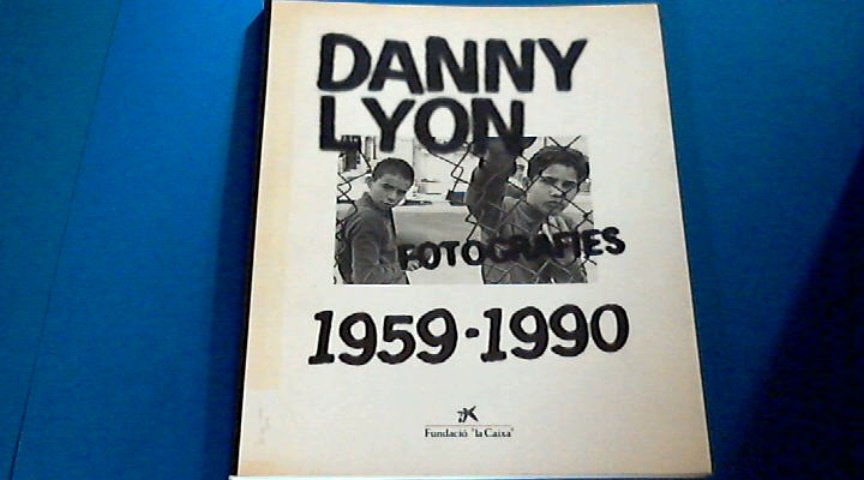 DANNY
LYON
FOTOGRAFIES
1959-1990
Fundació "la Caixa"